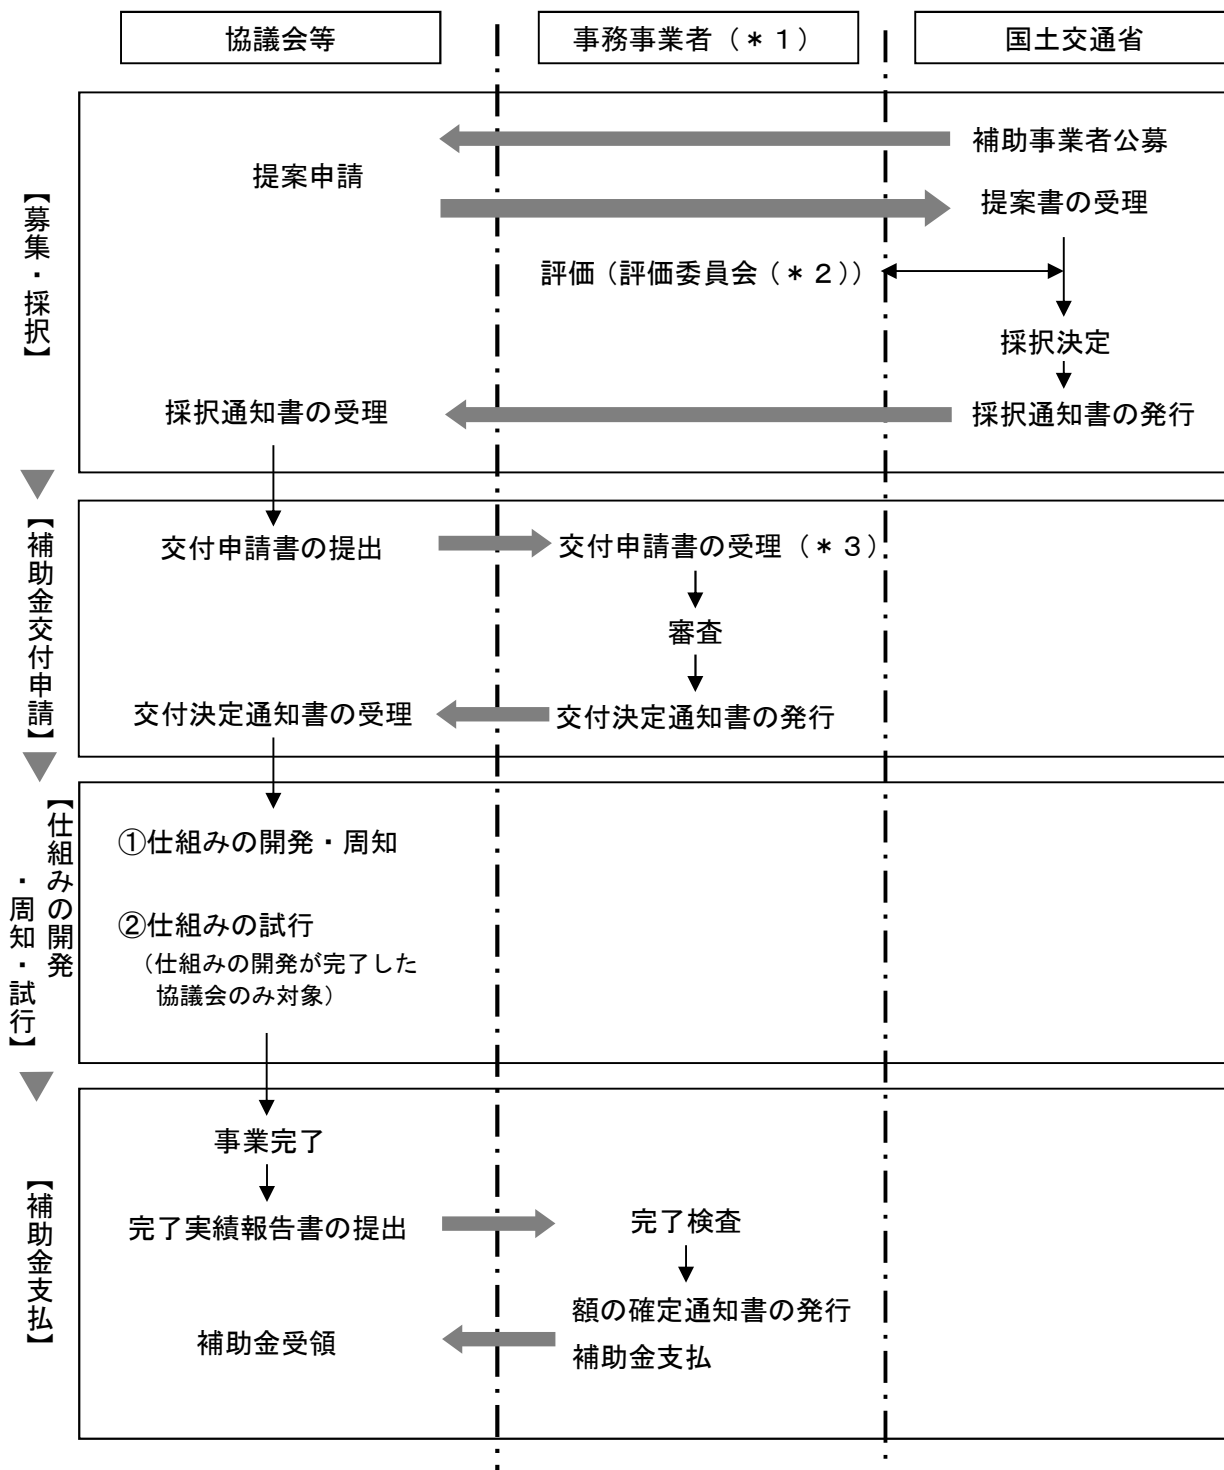 協議会等
事務事業者（＊１）
国土交通省
【募集・採択】
補助事業者公募
提案申請
提案書の受理
評価（評価委員会（＊２））
採択決定
採択通知書の受理
採択通知書の発行
【補助金交付申請】
交付申請書の提出
交付申請書の受理（＊３）
審査
交付決定通知書の受理
交付決定通知書の発行
【仕組みの開発
・周知・試行】
①仕組みの開発・周知
②仕組みの試行
（仕組みの開発が完了した
協議会のみ対象）
【補助金支払】
事業完了
完了実績報告書の提出
完了検査
額の確定通知書の発行
補助金受領
補助金支払